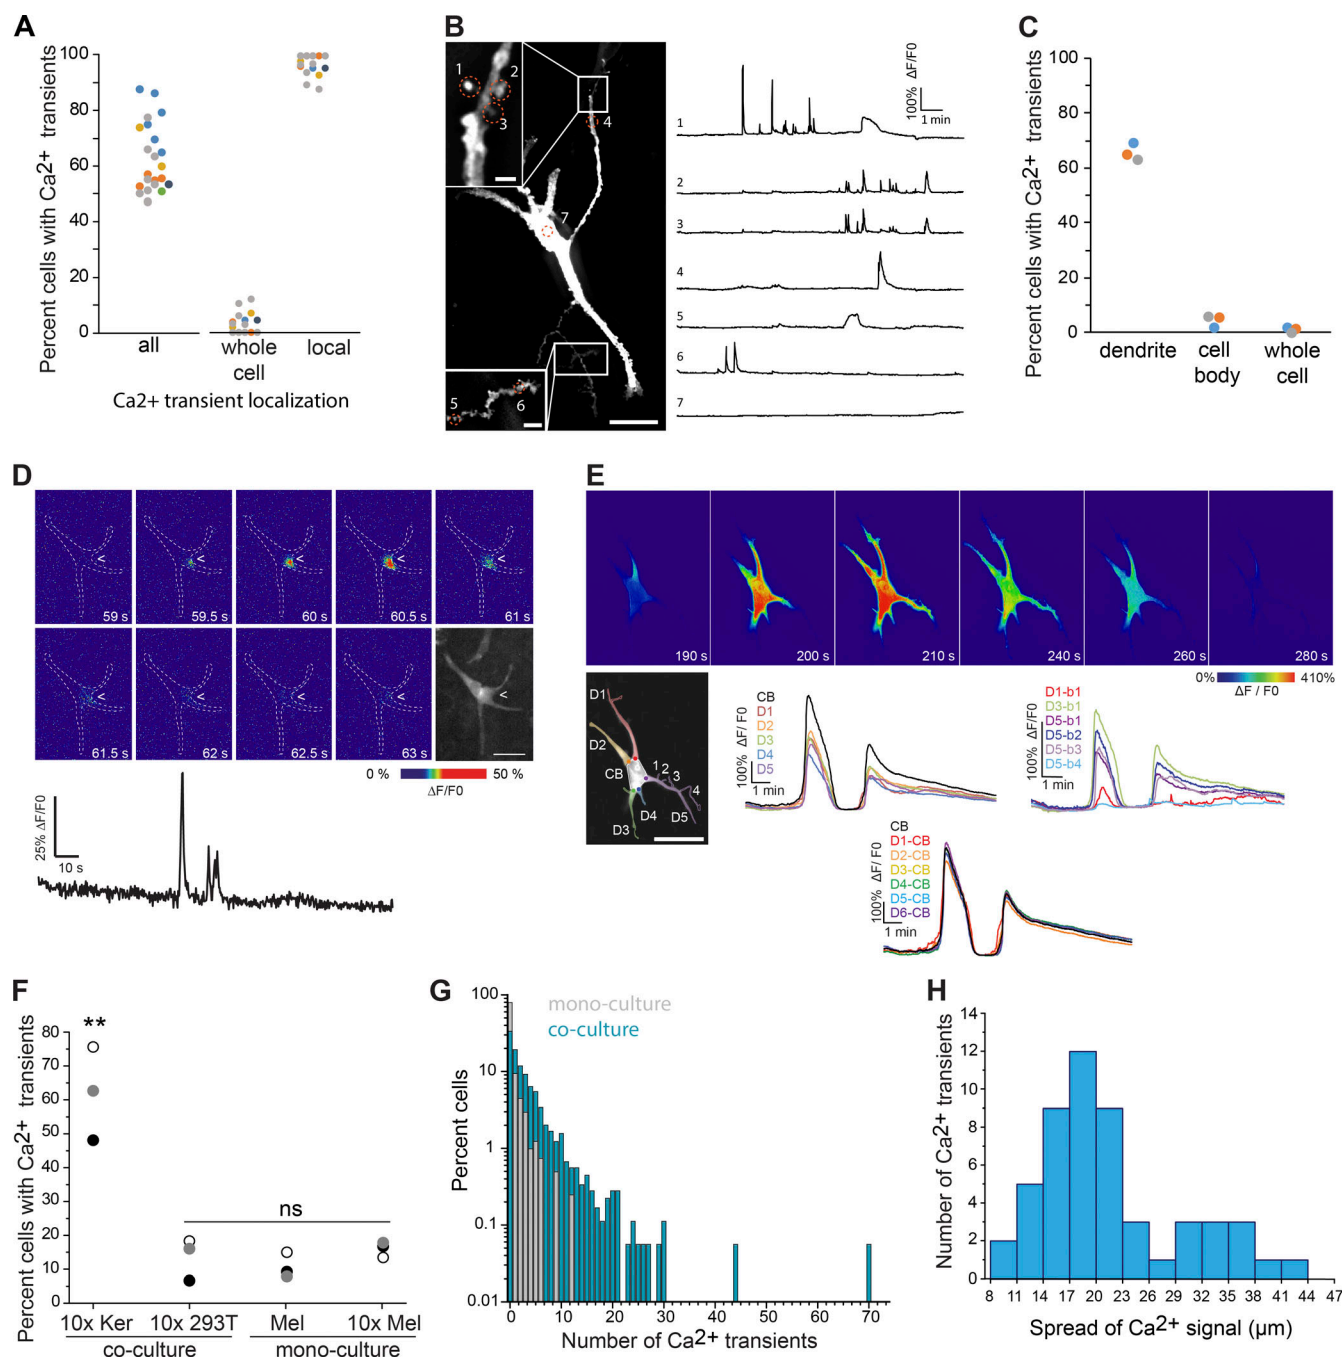 A
Percent cells with Ca2+ transients
100
80
60
40
20
0
all
whole
cell
local
Ca2+ transient localization
B
1
2
3
4
7
5
6
1
2
3
4
5
6
7
100% ΔF/F0
1 min
C
Percent cells with Ca2+ transients
100
80
60
40
20
0
dendrite
cell
body
whole
cell
D
<
<
<
<
<
59 s
59.5 s
60 s
60.5 s
61 s
<
<
<
<
<
61.5 s
62 s
62.5 s
63 s
0 %
50 %
ΔF/F0
25% ΔF/F0
10 s
E
190 s
200 s
210 s
240 s
260 s
280 s
0%
410%
ΔF / F0
D1
D2
CB
1
2
3
4
D3
D4
D5
CB
D1
D2
D3
D4
D5
100% ΔF/ F0
1 min
D1-b1
D3-b1
D5-b1
D5-b2
D5-b3
D5-b4
100% ΔF/ F0
1 min
CB
D1-CB
D2-CB
D3-CB
D4-CB
D5-CB
D6-CB
100% ΔF/ F0
1 min
F
Percent cells with Ca2+ transients
80
75
70
60
50
40
30
20
10
0
**
ns
10x Ker
10x 293T
Mel
10x Mel
co-culture
mono-culture
G
Percent cells
100
10
1
0.1
0.01
mono-culture
co-culture
0
10
20
30
40
50
60
70
Number of Ca2+ transients
H
Number of Ca2+ transients
14
12
10
8
6
4
2
0
8
11
14
17
20
23
26
29
32
35
38
41
44
47
Spread of Ca2+ signal (µm)